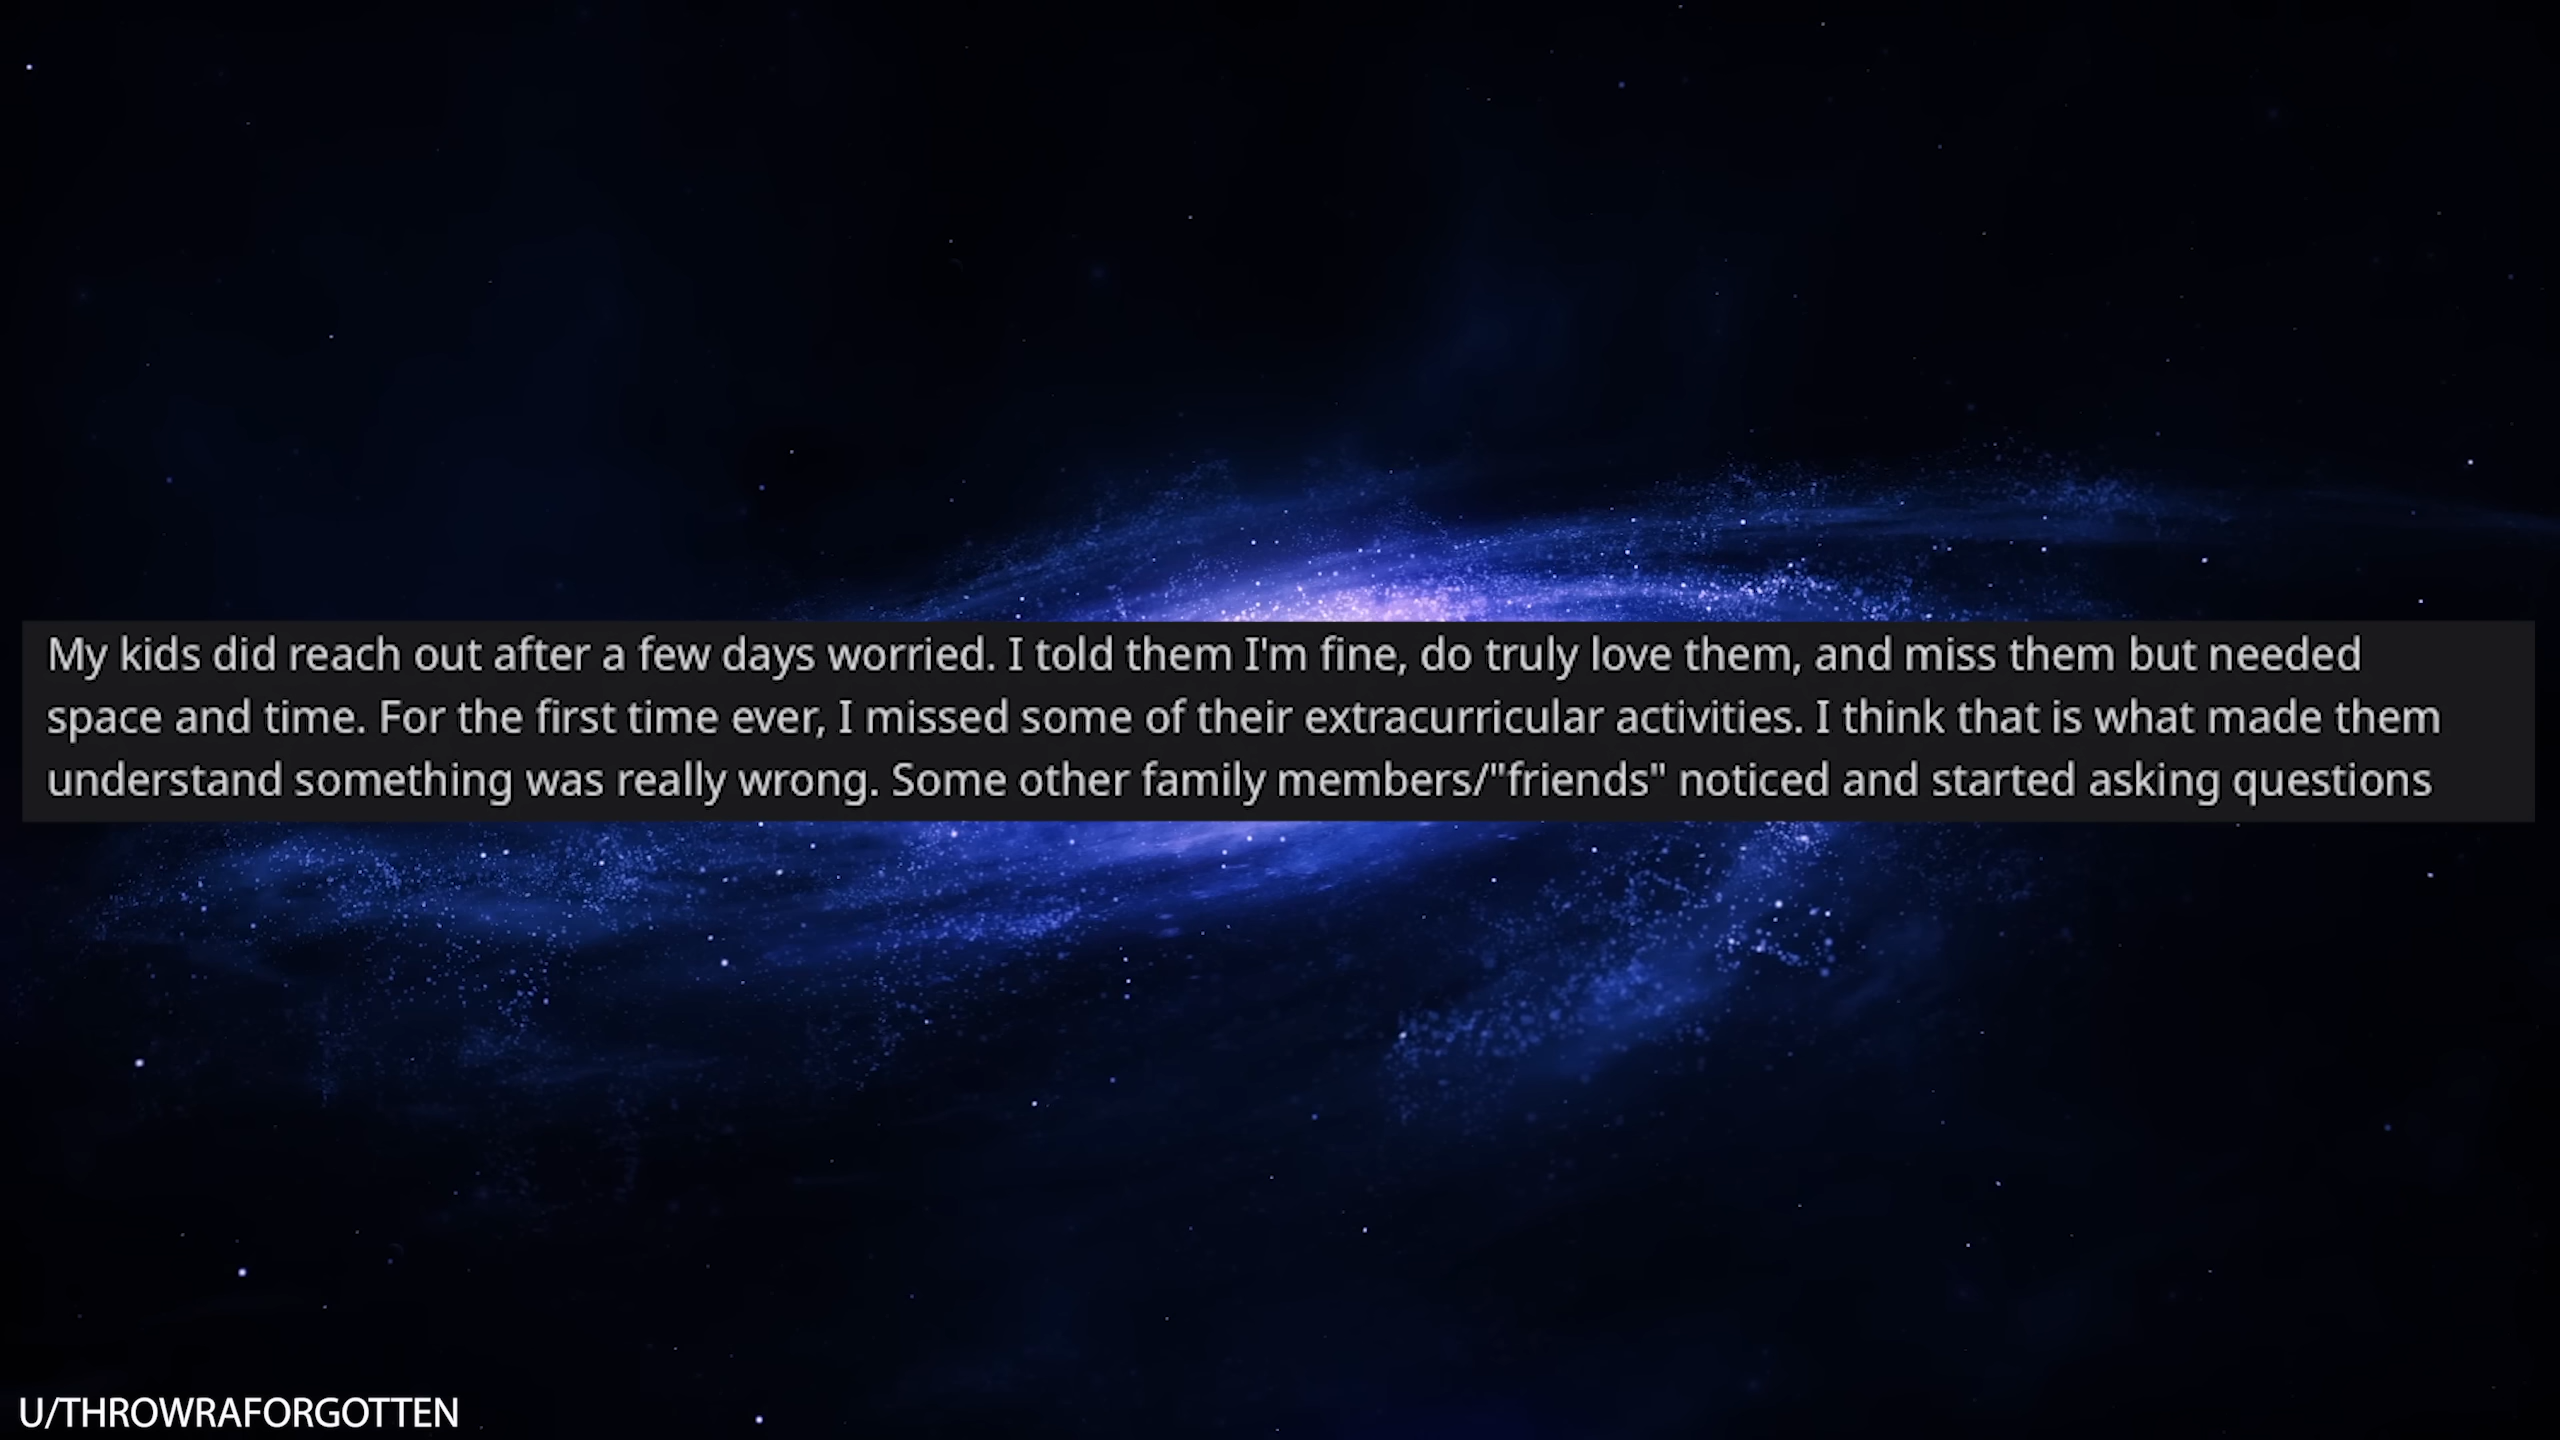 My kids did reach out after a few days worried. I told them I'm fine, do truly love them, and miss them but needed
space and time. For the first time ever, I missed some of their extracurricular activities. I think that is what made them
understand something was really wrong. Some other family members/"friends" noticed and started asking questions
U/THROWRAFORGOTTEN